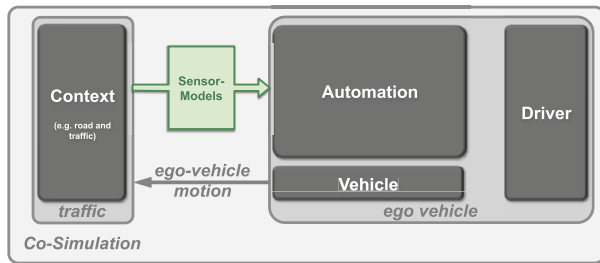 Context
(e.g. road and
traffic)
traffic
Sensor-
Models
ego-vehicle
motion
Automation
Vehicle
Driver
ego vehicle
Co-Simulation